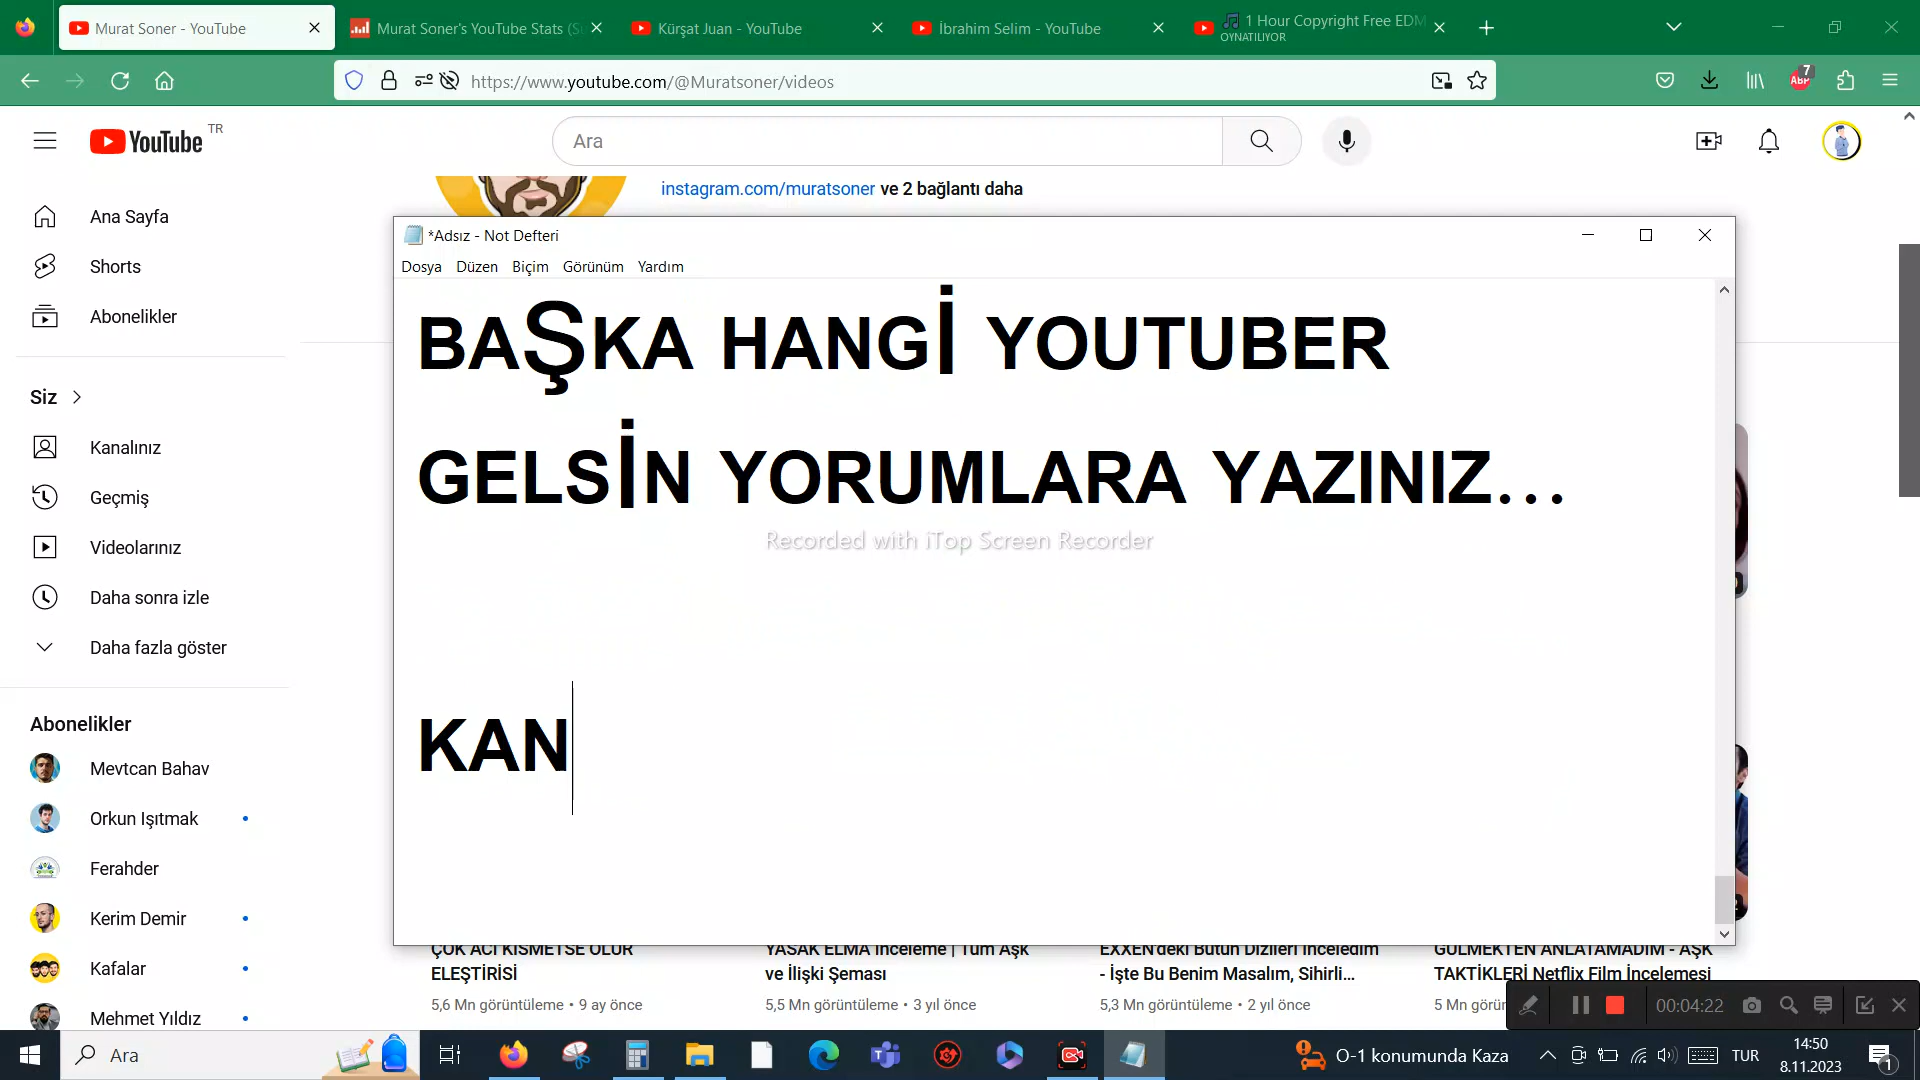 Murat Soner - YouTube
Murat Soner's YouTube Stats (Su
Kürşat Juan - YouTube
İbrahim Selim - YouTube
1 Hour Copyright Free EDM
OYNATILIYOR
https://www.youtube.com/@Muratsoner/videos
ABP
7
YouTube TR
Ara
instagram.com/muratsoner ve 2 bağlantı daha
Ana Sayfa
Shorts
Abonelikler
Siz
Kanalınız
Geçmiş
Videolarınız
Daha sonra izle
Daha fazla göster
Abonelikler
Mevtcan Bahav
Orkun Işıtmak
Ferahder
Kerim Demir
Kafalar
Mehmet Yıldız
*Adsız - Not Defteri
Dosya Düzen Biçim Görünüm Yardım
BAŞKA HANGİ YOUTUBER
GELSİN YORUMLARA YAZINIZ...
Recorded with iTop Screen Recorder
KAN
ÇOK ACI KISMETSE OLUR
ELEŞTİRİSİ
5,6 Mn görüntüleme • 9 ay önce
YASAK ELMA İnceleme | Tüm Aşk
ve İlişki Şeması
5,5 Mn görüntüleme • 3 yıl önce
EXXEN'deki Bütün Dizileri İnceledim
- İşte Bu Benim Masalım, Sihirli...
5,3 Mn görüntüleme • 2 yıl önce
GÜLMEKTEN ANLATAMADIM - AŞK
TAKTİKLERİ Netflix Film İncelemesi
5 Mn görü
00:04:22
Ara
O-1 konumunda Kaza
TUR
14:50
8.11.2023
1